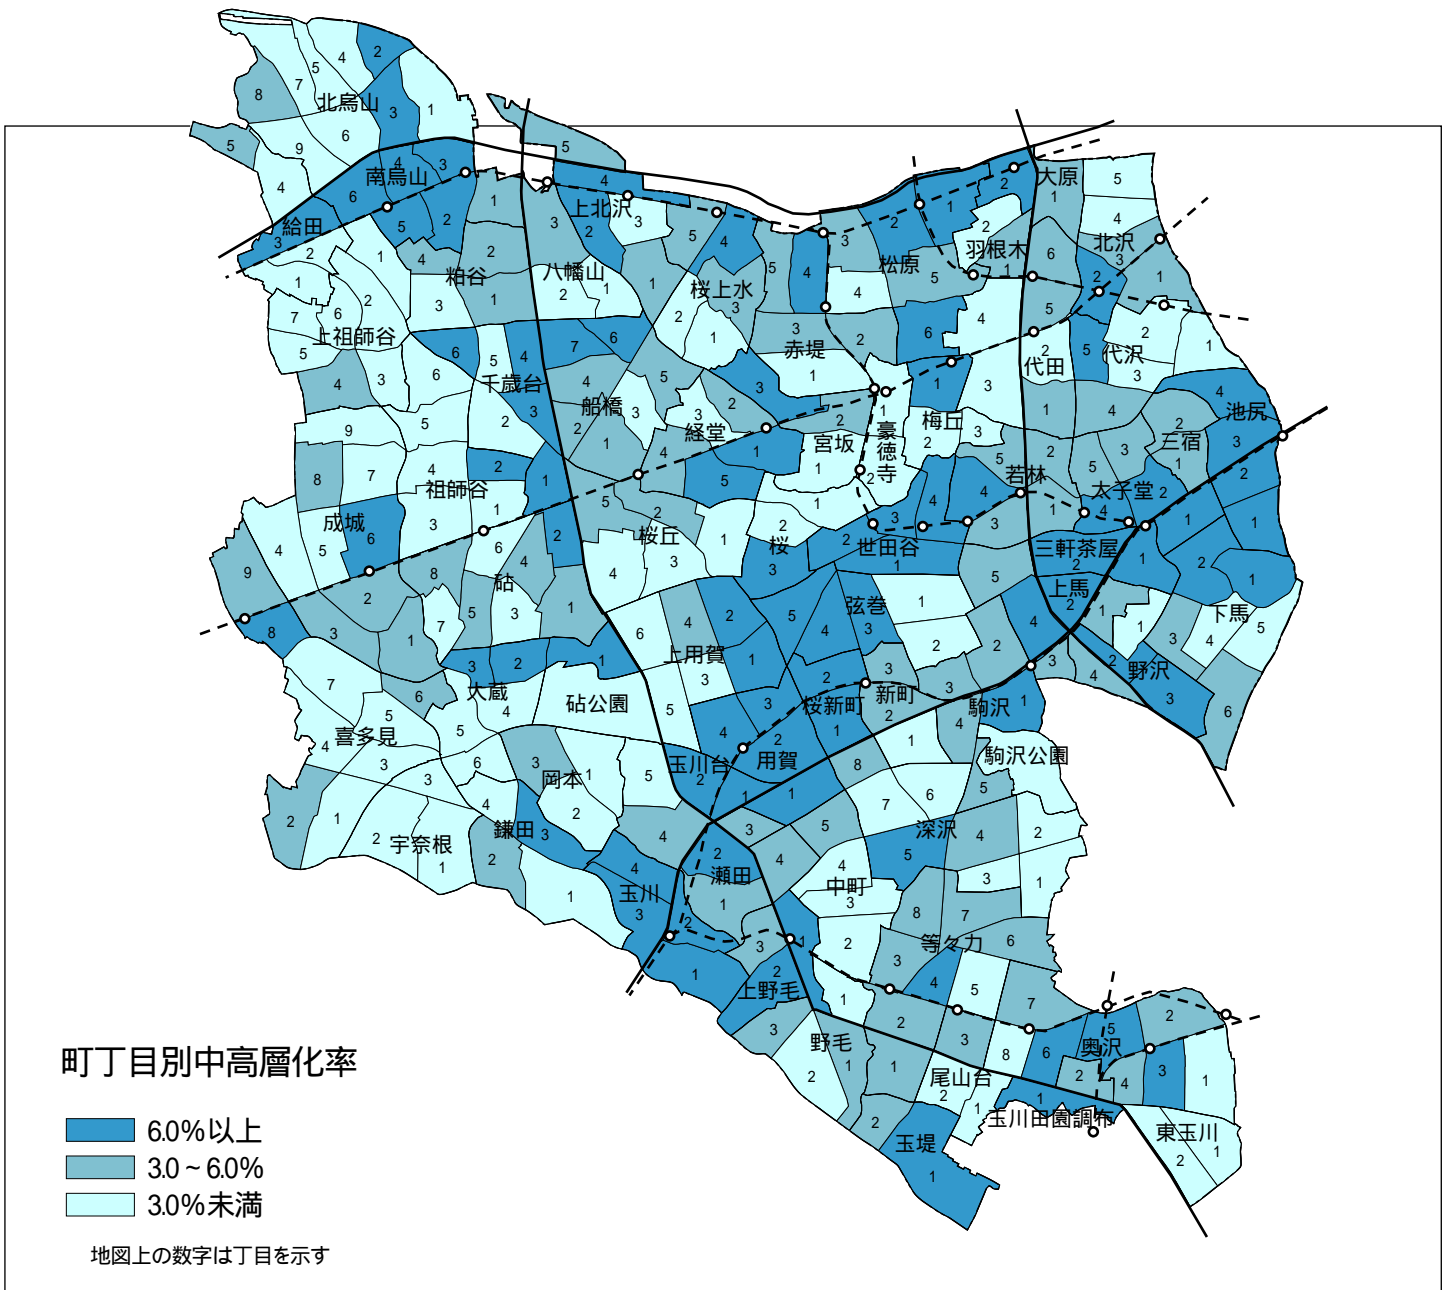 北烏山
南烏山
給田
上北沢
大原
北沢
羽根木
松原
粕谷
八幡山
桜上水
上祖師谷
赤堤
代田
代沢
千歳台
船橋
経堂
宮坂
豪徳寺
梅丘
池尻
三宿
若林
太子堂
祖師谷
成城
桜丘
桜
世田谷
三軒茶屋
砧
上馬
弦巻
下馬
上用賀
野沢
大蔵
砧公園
桜新町
新町
駒沢
喜多見
玉川台
用賀
駒沢公園
岡本
宇奈根
鎌田
深沢
瀬田
玉川
中町
等々力
上野毛
野毛
奥沢
尾山台
玉川田園調布
東玉川
玉堤
町丁目別中高層化率
6.0%以上
3.0~6.0%
3.0%未満
地図上の数字は丁目を示す